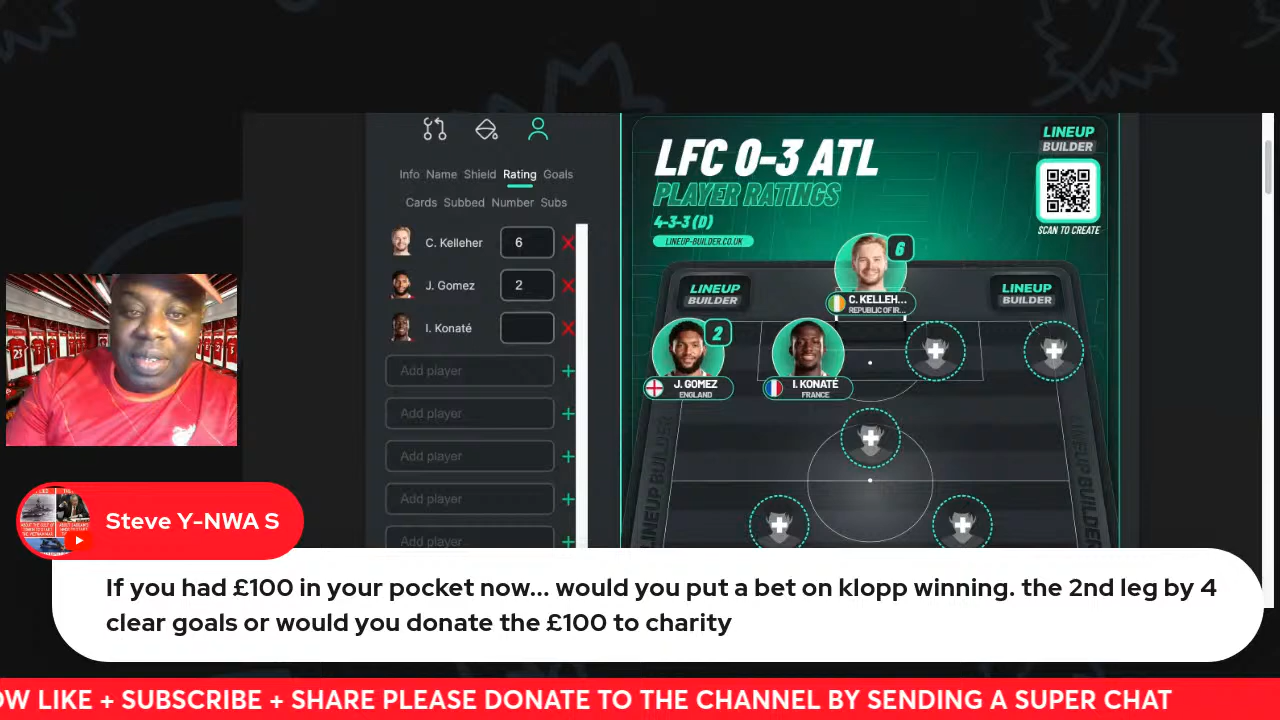 Info Name Shield Rating Goals
Cards Subbed Number Subs
C. Kelleher 6
J. Gomez 2
I. Konaté
Add player
Add player
Add player
Add player
Add player
LFC 0-3 ATL
PLAYER RATINGS
4-3-3 (D)
LINEUP-BUILDER.CO.UK
LINEUP
BUILDER
SCAN TO CREATE
6
LINEUP
BUILDER
C. KELLEH...
REPUBLIC OF IR...
LINEUP
BUILDER
2
J. GOMEZ
ENGLAND
I. KONATÉ
FRANCE
LINEUP BUILDER
LINEUP BUILDER
Steve Y-NWA S
If you had £100 in your pocket now... would you put a bet on klopp winning. the 2nd leg by 4
clear goals or would you donate the £100 to charity
OW LIKE + SUBSCRIBE + SHARE PLEASE DONATE TO THE CHANNEL BY SENDING A SUPER CHAT